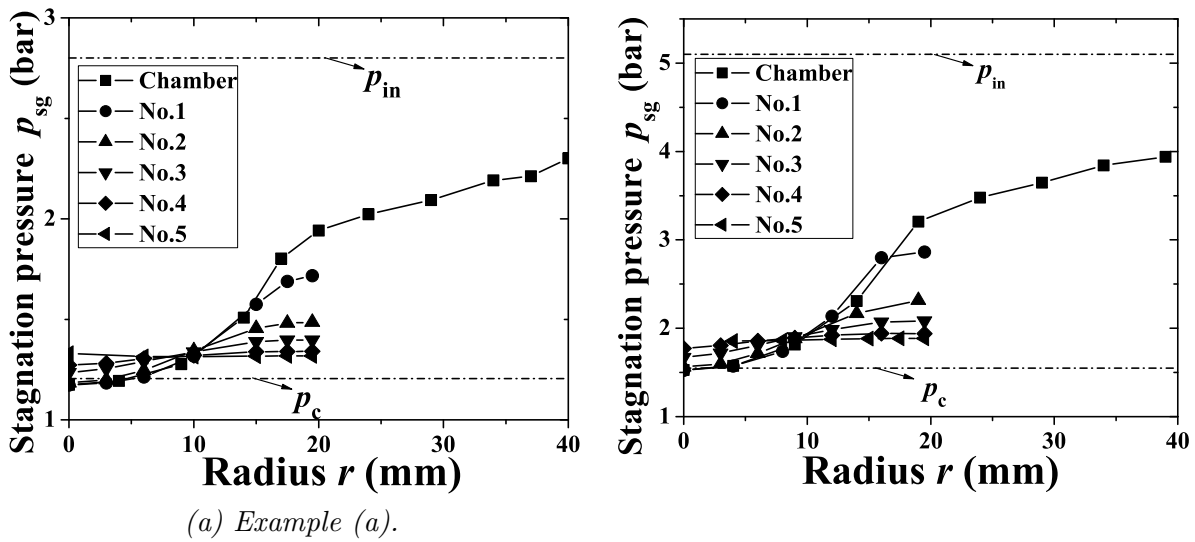 3
2
1
Stagnation pressure p_sg (bar)
p_in
Chamber
No.1
No.2
No.3
No.4
No.5
p_c
0 10 20 30 40
Radius r (mm)
5
4
3
2
1
Stagnation pressure p_sg (bar)
p_in
Chamber
No.1
No.2
No.3
No.4
No.5
p_c
0 10 20 30 40
Radius r (mm)
(a) Example (a).